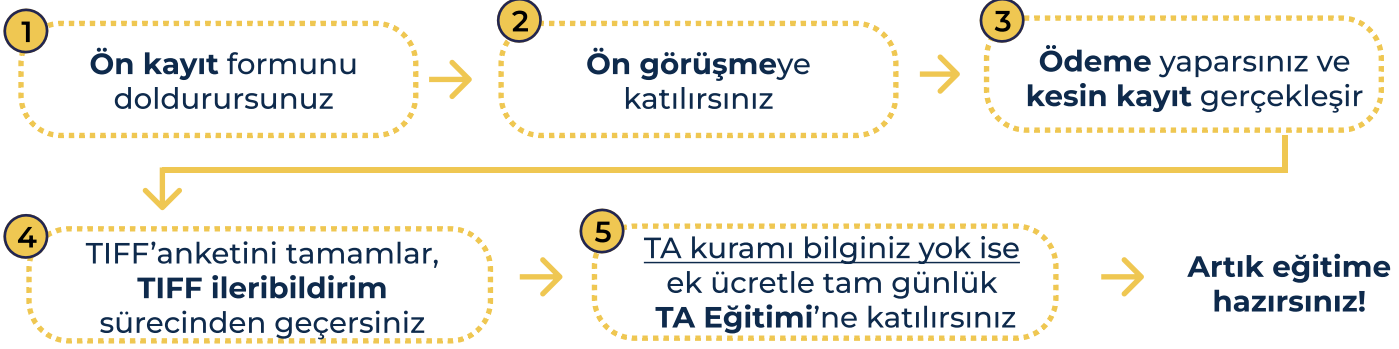 1
Ön kayıt formunu
doldurursunuz
2
Ön görüşmeye
katılırsınız
3
Ödeme yaparsınız ve
kesin kayıt gerçekleşir
4
TIFF’anketini tamamlar,
TIFF ileribildirim
sürecinden geçersiniz
5
TA kuramı bilginiz yok ise
ek ücretle tam günlük
TA Eğitimi’ne katılırsınız
Artık eğitime
hazırsınız!